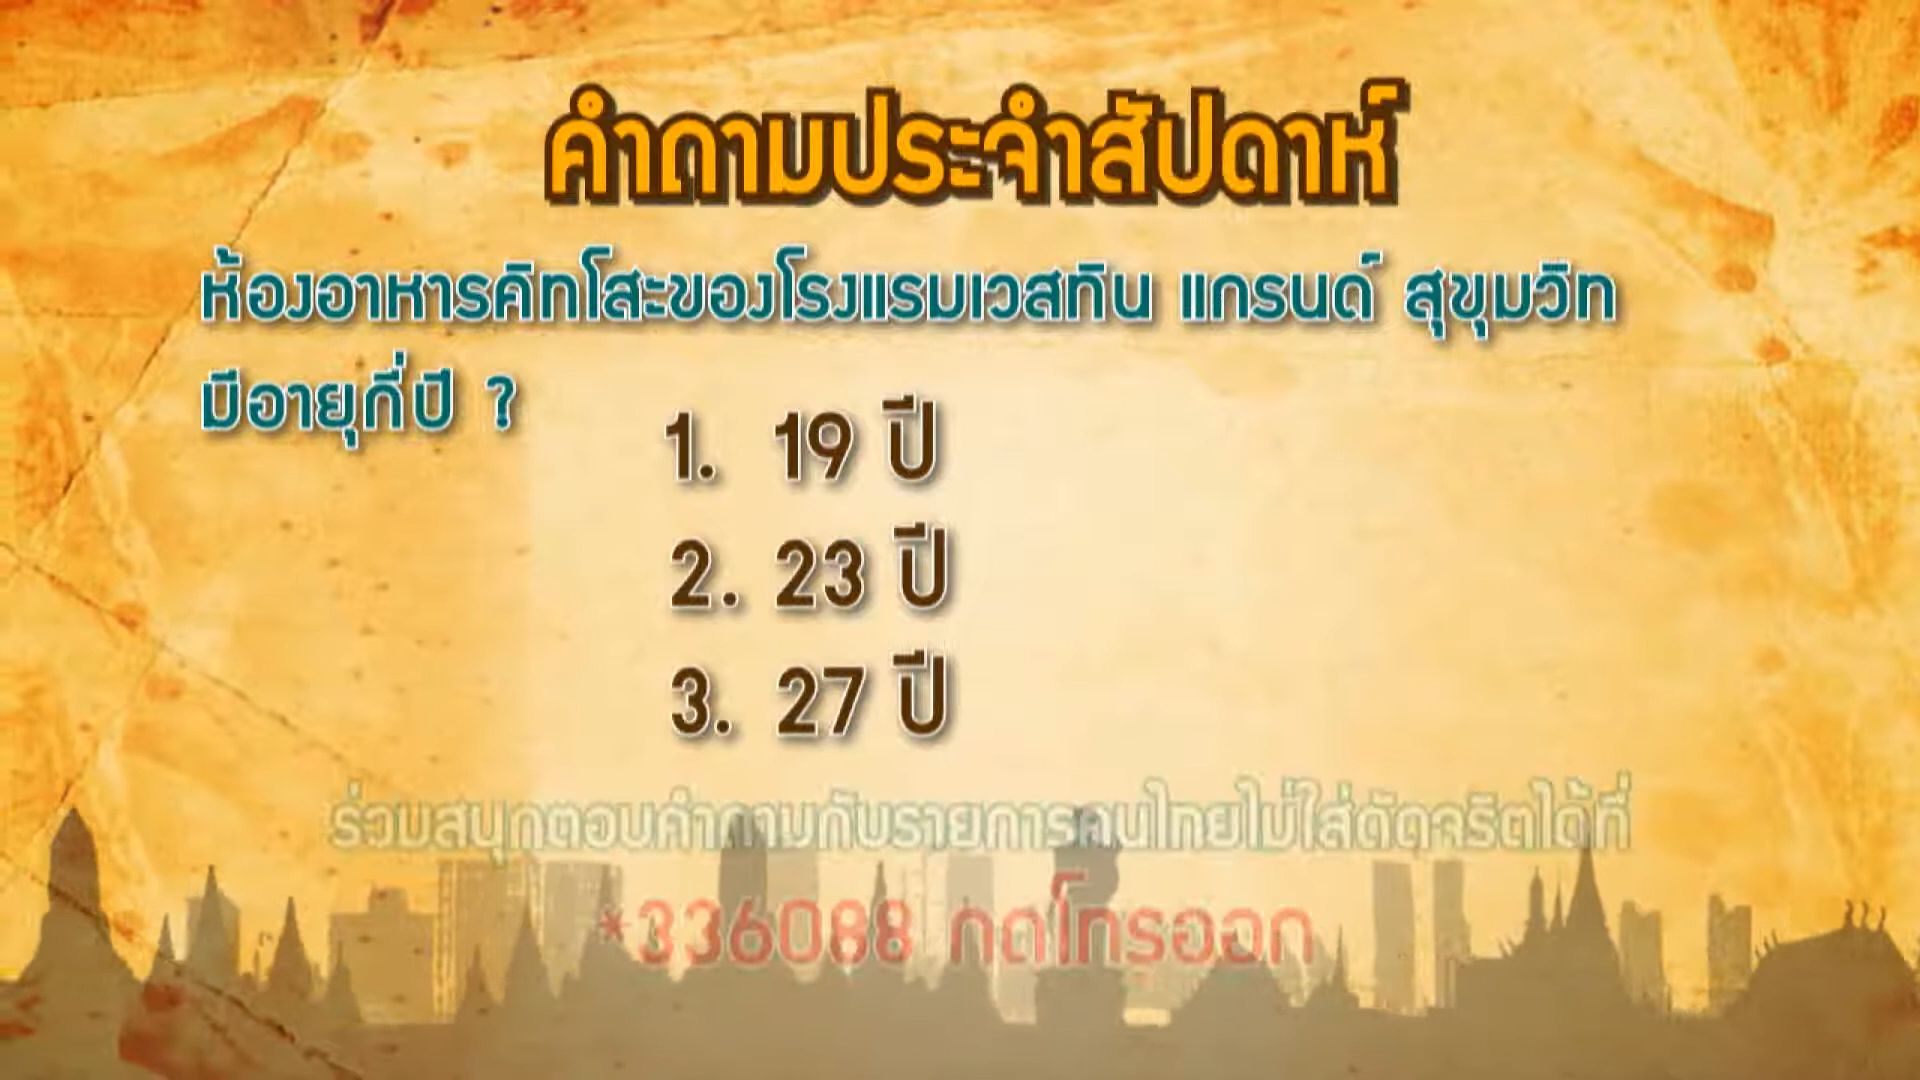 คำถามประจำสัปดาห์
ห้องอาหารคิทโสะของโรงแรมเวสทิน แกรนด์ สุขุมวิท
มีอายุกี่ปี ?
1. 19 ปี
2. 23 ปี
3. 27 ปี
ร่วมสนุกตอบคำถามกับรายการคนไทยไม่ใส่ดัดจริตได้ที่
*336088 กดโทรออก